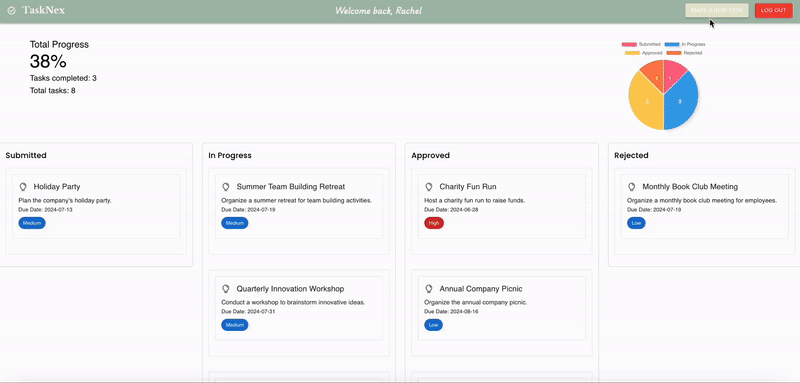 TaskNex
Welcome back, Rachel
LOG OUT
Total Progress
38%
Tasks completed: 3
Total tasks: 8
Submitted In Progress
Approved Rejected
1 1
3 3
Submitted
Holiday Party
Plan the company's holiday party.
Due Date: 2024-07-13
Medium
In Progress
Summer Team Building Retreat
Organize a summer retreat for team building activities.
Due Date: 2024-07-19
Medium
Quarterly Innovation Workshop
Conduct a workshop to brainstorm innovative ideas.
Due Date: 2024-07-31
Medium
Approved
Charity Fun Run
Host a charity fun run to raise funds.
Due Date: 2024-06-28
High
Annual Company Picnic
Organize the annual company picnic.
Due Date: 2024-08-16
Low
Rejected
Monthly Book Club Meeting
Organize a monthly book club meeting for employees.
Due Date: 2024-07-19
Low